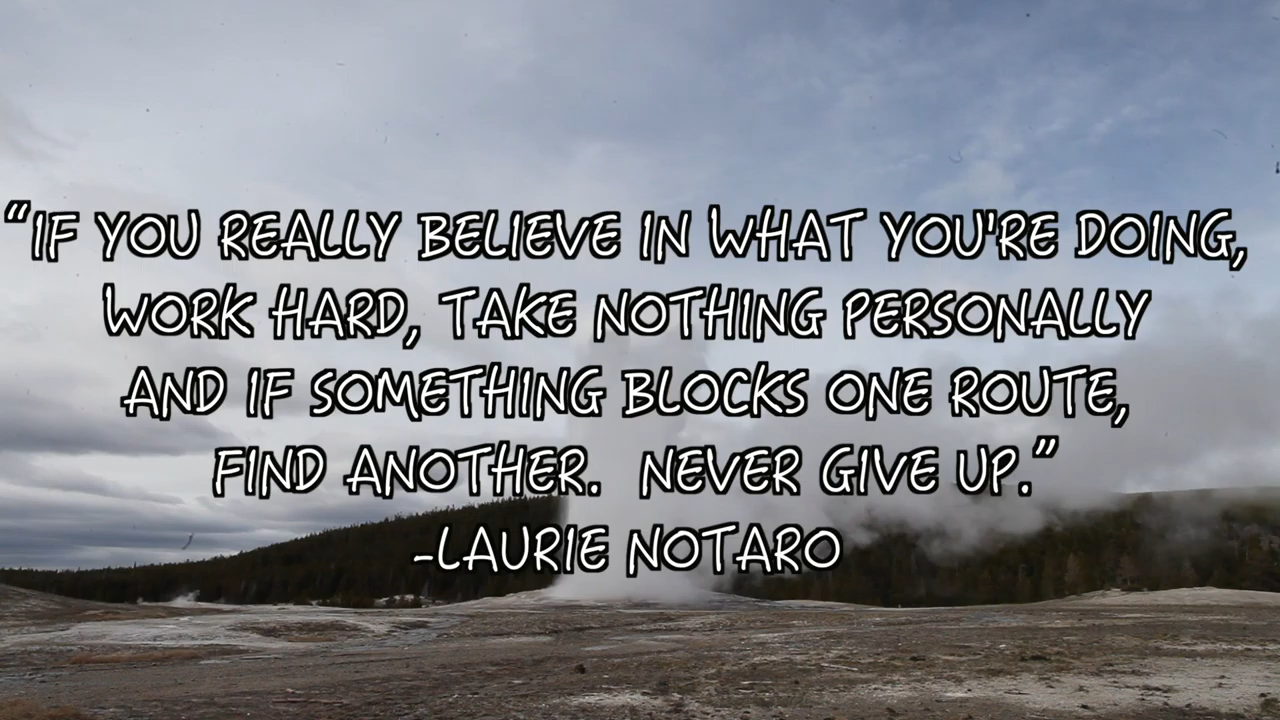 “IF YOU REALLY BELIEVE IN WHAT YOU'RE DOING,
WORK HARD, TAKE NOTHING PERSONALLY
AND IF SOMETHING BLOCKS ONE ROUTE,
FIND ANOTHER.  NEVER GIVE UP.”
-LAURIE NOTARO